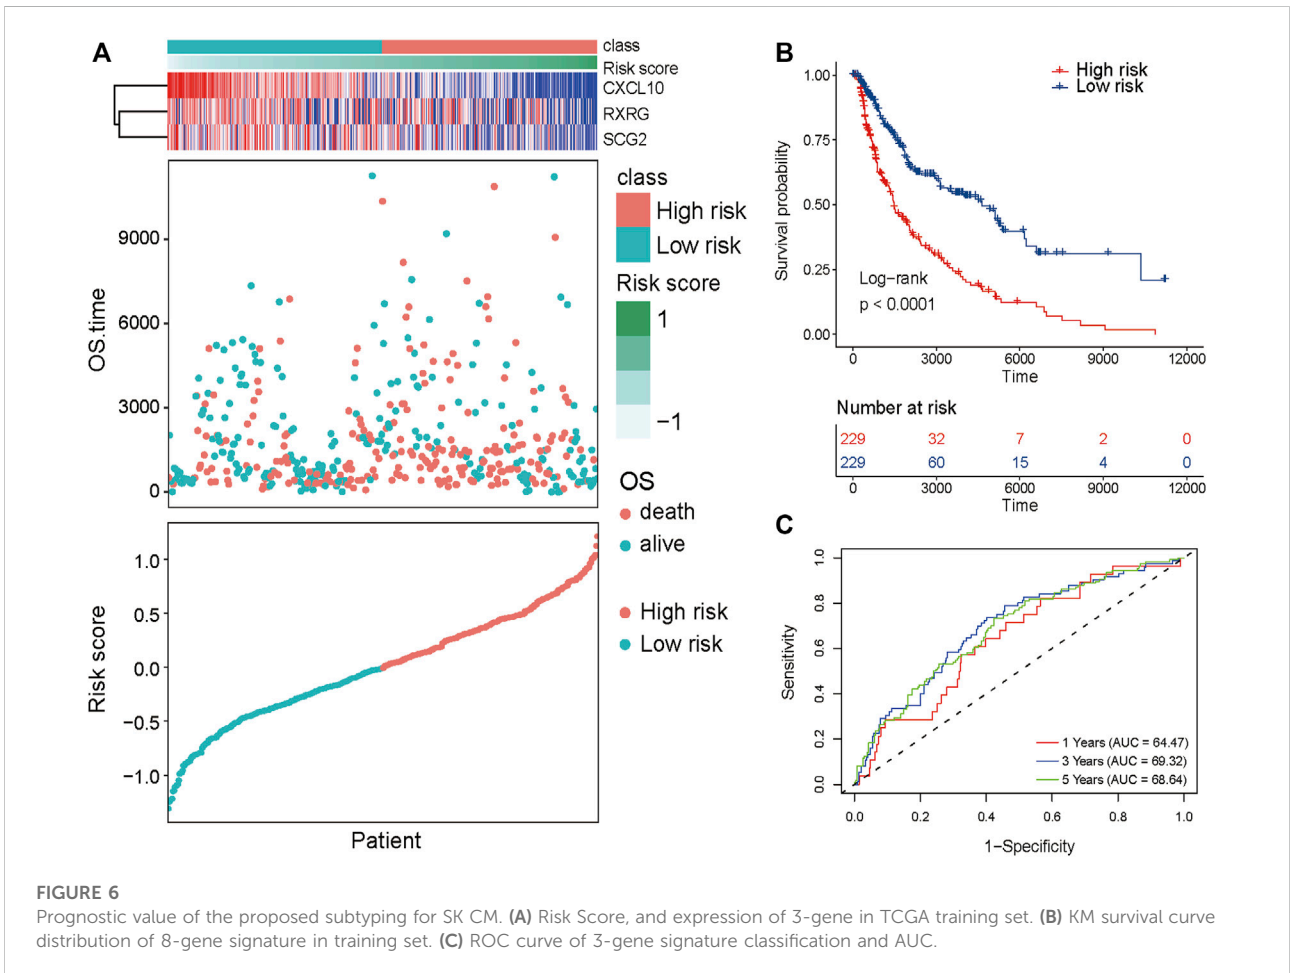 A
class
Risk score
CXCL10
RXRG
SCG2
OS.time
9000
6000
3000
0
class
High risk
Low risk
Risk score
1
−1
OS
death
alive
High risk
Low risk
Risk score
1.0
0.5
0.0
−0.5
−1.0
Patient
B
Survival probability
1.00
0.75
0.50
0.25
0.00
High risk
Low risk
Log−rank
p < 0.0001
0 3000 6000 9000 12000
Time
Number at risk
229 32 7 2 0
229 60 15 4 0
0 3000 6000 9000 12000
Time
C
Sensitivity
1.0
0.8
0.6
0.4
0.2
0.0
1 Years (AUC = 64.47)
3 Years (AUC = 69.32)
5 Years (AUC = 68.64)
0.0 0.2 0.4 0.6 0.8 1.0
1−Specificity
FIGURE 6
Prognostic value of the proposed subtyping for SK CM. (A) Risk Score, and expression of 3-gene in TCGA training set. (B) KM survival curve
distribution of 8-gene signature in training set. (C) ROC curve of 3-gene signature classification and AUC.